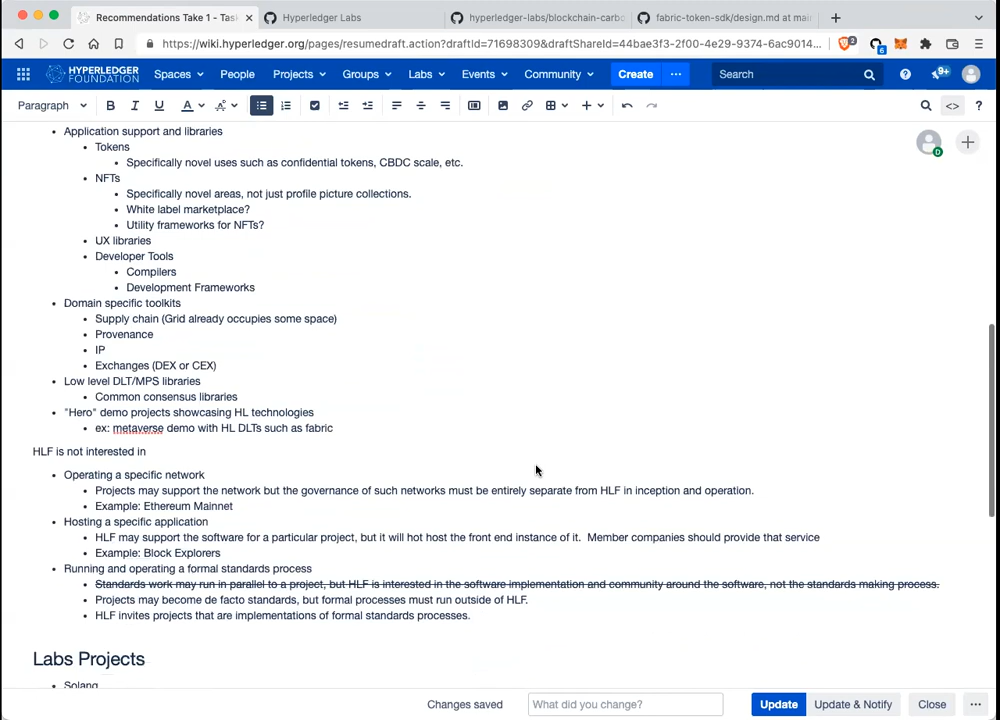 Recommendations Take 1 - Tas
Hyperledger Labs
hyperledger-labs/blockchain-carbo
fabric-token-sdk/design.md at mai
https://wiki.hyperledger.org/pages/resumedraft.action?draftId=71698309&draftShareId=44bae3f3-2f00-4e29-9374-6ac9014...
2
6
HYPERLEDGER FOUNDATION
Spaces
People
Projects
Groups
Labs
Events
Community
Create
Search
9+
Paragraph
B I U A
Application support and libraries
Tokens
Specifically novel uses such as confidential tokens, CBDC scale, etc.
NFTs
Specifically novel areas, not just profile picture collections.
White label marketplace?
Utility frameworks for NFTs?
UX libraries
Developer Tools
Compilers
Development Frameworks
Domain specific toolkits
Supply chain (Grid already occupies some space)
Provenance
IP
Exchanges (DEX or CEX)
Low level DLT/MPS libraries
Common consensus libraries
"Hero" demo projects showcasing HL technologies
ex: metaverse demo with HL DLTs such as fabric
HLF is not interested in
Operating a specific network
Projects may support the network but the governance of such networks must be entirely separate from HLF in inception and operation.
Example: Ethereum Mainnet
Hosting a specific application
HLF may support the software for a particular project, but it will hot host the front end instance of it.  Member companies should provide that service
Example: Block Explorers
Running and operating a formal standards process
Standards work may run in parallel to a project, but HLF is interested in the software implementation and community around the software, not the standards making process.
Projects may become de facto standards, but formal processes must run outside of HLF.
HLF invites projects that are implementations of formal standards processes.
Labs Projects
Solang
Changes saved
What did you change?
Update
Update & Notify
Close